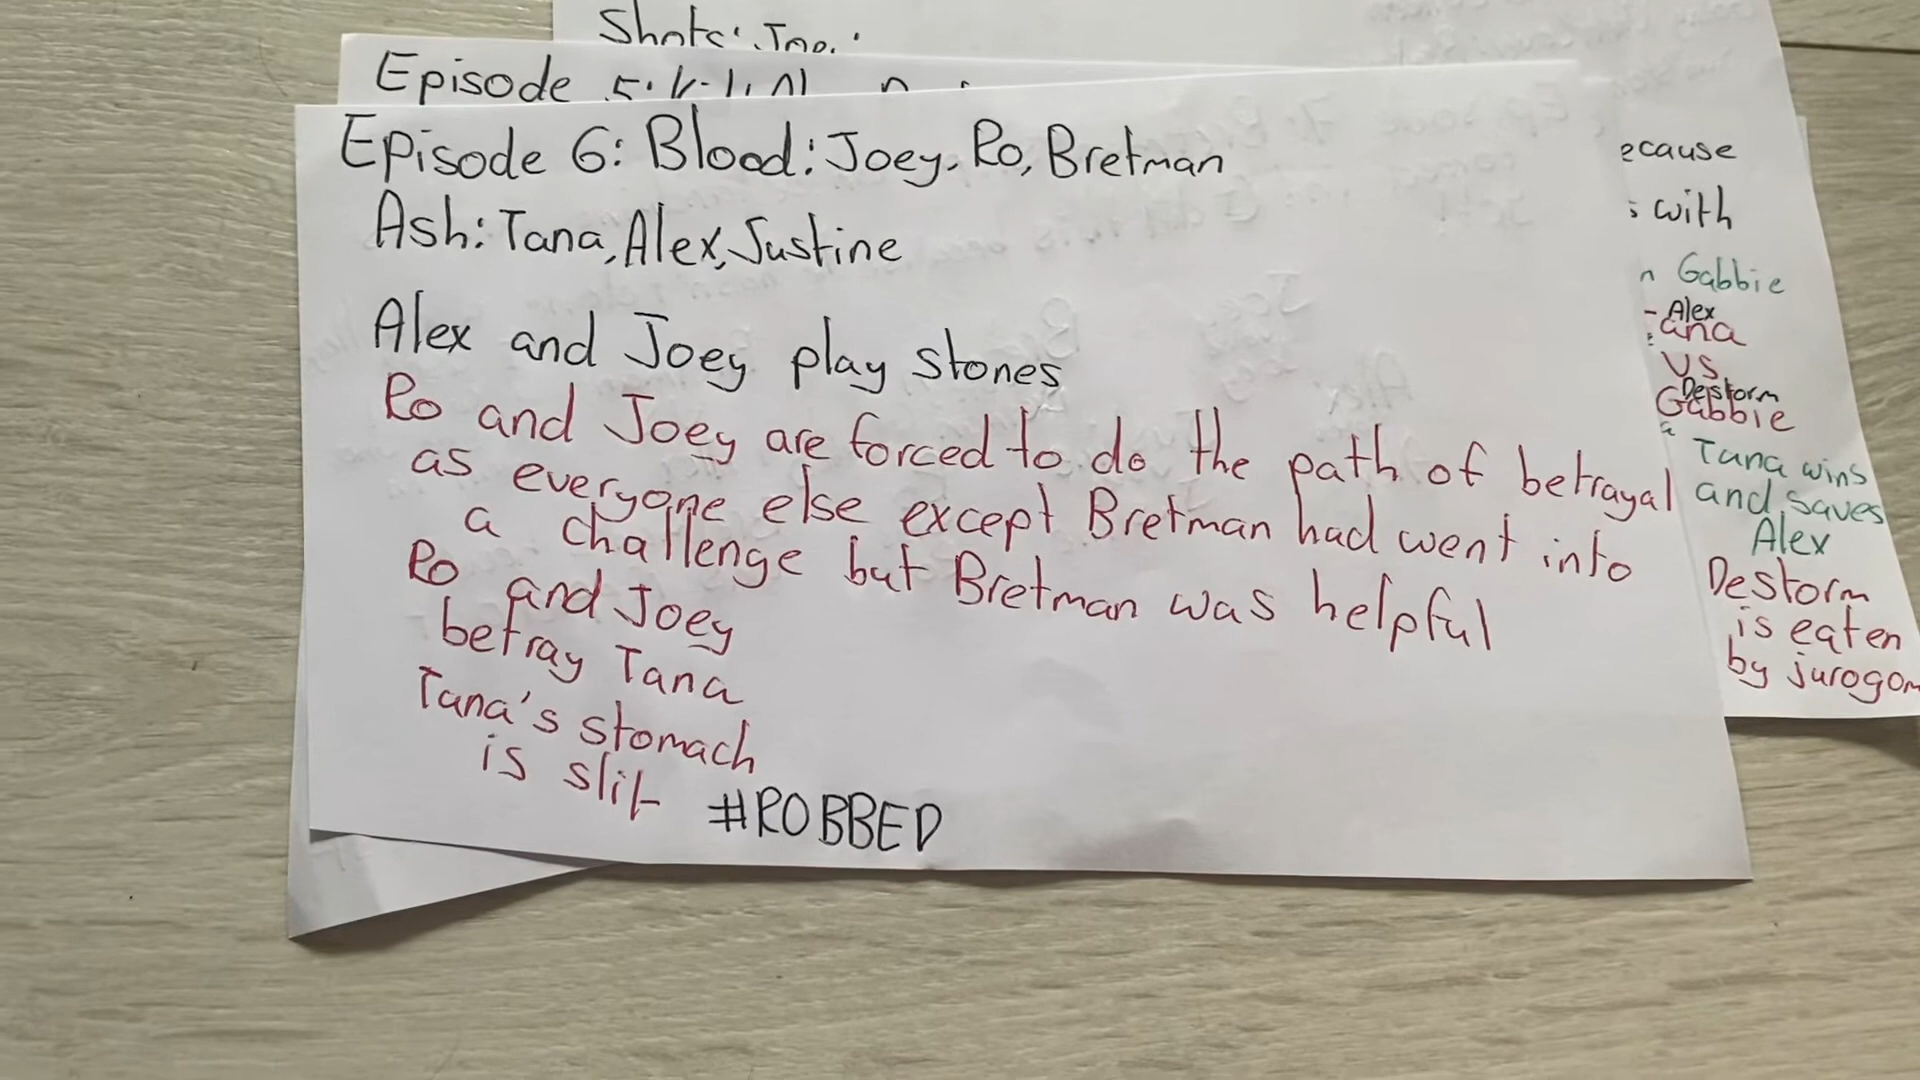 Shots: Joey
Episode 5:
Episode 6: Blood: Joey, Ro, Bretman
Ash: Tana, Alex, Justine
Alex and Joey play stones
Ro and Joey are forced to do the path of betrayal
as everyone else except Bretman had went into
a challenge but Bretman was helpful
Ro and Joey
betray Tana
Tana's stomach
is slit
#ROBBED
ecause
s with
n Gabbie
Alex
ana
VS
Destorm
Gabbie
Tana wins
and saves
Alex
Destorm
is eaten
by jurogom